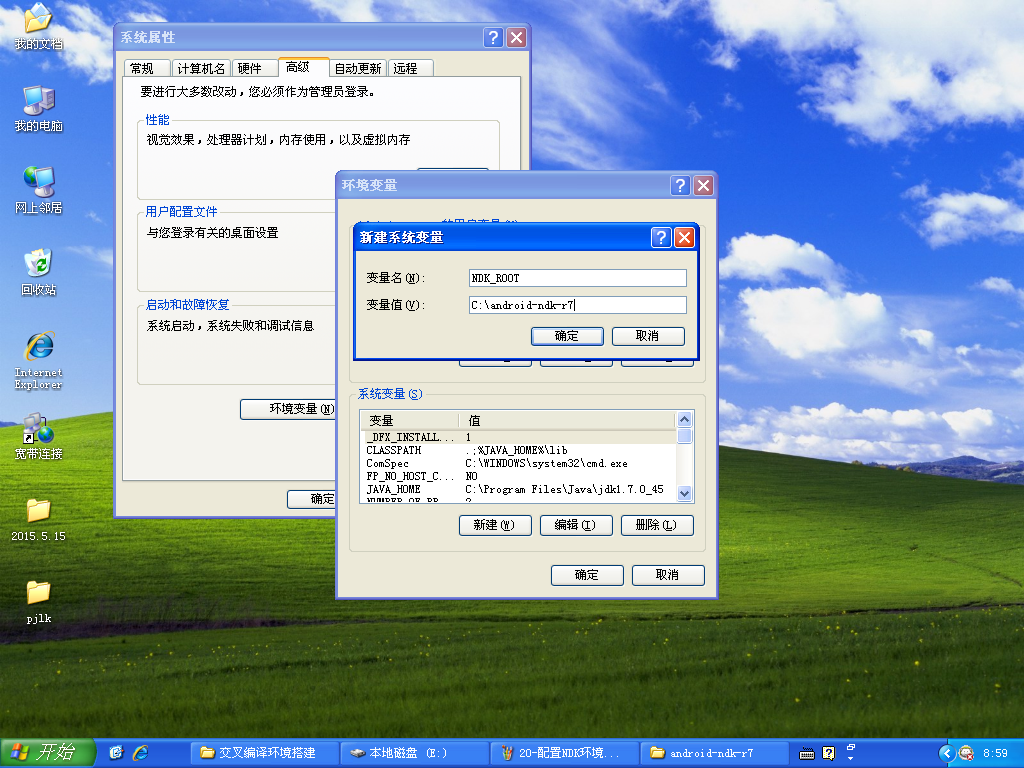 我的文档
我的电脑
网上邻居
回收站
Internet
Explorer
宽带连接
2015.5.15
pjlk
系统属性
常规 计算机名 硬件 高级 自动更新 远程
要进行大多数改动，您必须作为管理员登录。
性能
视觉效果，处理器计划，内存使用，以及虚拟内存
用户配置文件
与您登录有关的桌面设置
启动和故障恢复
系统启动，系统失败和调试信息
环境变量(N)
确定
环境变量
新建系统变量
变量名(N): NDK_ROOT
变量值(V): C:\android-ndk-r7
确定 取消
系统变量(S)
变量 值
_DFX_INSTALL... 1
CLASSPATH .;%JAVA_HOME%\lib
ComSpec C:\WINDOWS\system32\cmd.exe
FP_NO_HOST_C... NO
JAVA_HOME C:\Program Files\Java\jdk1.7.0_45
新建(W) 编辑(I) 删除(L)
确定 取消
开始 交叉编译环境搭建 本地磁盘 (E:) 20-配置NDK环境... android-ndk-r7 8:59